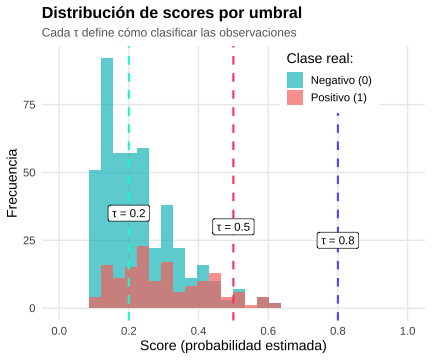 Distribución de scores por umbral
Cada τ define cómo clasificar las observaciones
Clase real:
Negativo (0)
Positivo (1)
Frecuencia
75
50
25
0
τ = 0.2
τ = 0.5
τ = 0.8
0.0 0.2 0.4 0.6 0.8 1.0
Score (probabilidad estimada)